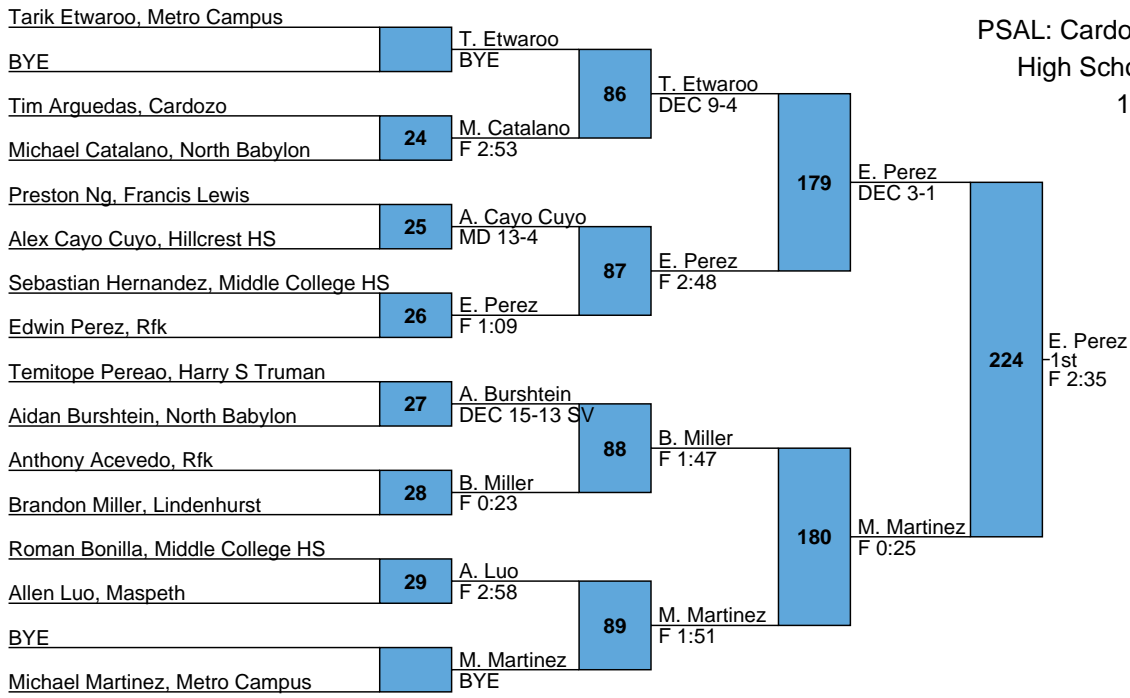 Tarik Etwaroo, Metro Campus
BYE
Tim Arguedas, Cardozo
Michael Catalano, North Babylon
Preston Ng, Francis Lewis
Alex Cayo Cuyo, Hillcrest HS
Sebastian Hernandez, Middle College HS
Edwin Perez, Rfk
Temitope Pereao, Harry S Truman
Aidan Burshtein, North Babylon
Anthony Acevedo, Rfk
Brandon Miller, Lindenhurst
Roman Bonilla, Middle College HS
Allen Luo, Maspeth
BYE
Michael Martinez, Metro Campus
24
25
26
27
28
29
T. Etwaroo
BYE
M. Catalano
F 2:53
A. Cayo Cuyo
MD 13-4
E. Perez
F 1:09
A. Burshtein
DEC 15-13 SV
B. Miller
F 0:23
A. Luo
F 2:58
M. Martinez
BYE
86
87
88
89
T. Etwaroo
DEC 9-4
E. Perez
F 2:48
B. Miller
F 1:47
M. Martinez
F 1:51
179
180
E. Perez
DEC 3-1
M. Martinez
F 0:25
224
E. Perez
1st
F 2:35
PSAL: Cardo
High Scho
1